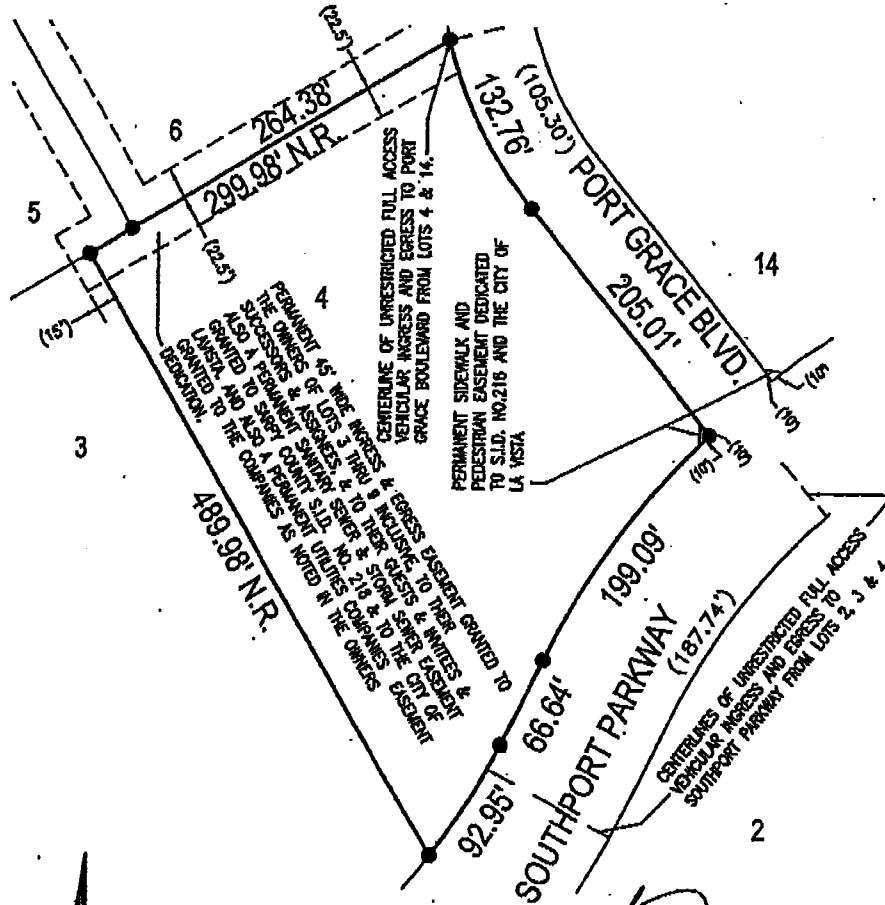 (22.5')
6
264.38'
299.98' N.R.
(22.5')
5
(15')
3
4
132.76'
(105.30')
PORT GRACE BLVD.
14
205.01'
CENTERLINE OF UNRESTRICTED FULL ACCESS
VEHICULAR INGRESS AND EGRESS TO PORT
GRACE BOULEVARD FROM LOTS 4 & 14.
PERMANENT SIDEWALK AND
PEDESTRIAN EASEMENT DEDICATED
TO S.I.D. NO.216 AND THE CITY OF
LA VISTA
(10')
(10')
(10')
(10')
PERMANENT 45' WIDE INGRESS & EGRESS EASEMENT GRANTED TO
THE OWNERS OF LOTS 3 THRU 9 INCLUSIVE, TO THEIR
SUCCESSORS & ASSIGNEES, & TO THEIR GUESTS & INVITEES &
ALSO A PERMANENT SANITARY SEWER & STORM SEWER EASEMENT
GRANTED TO SARPY COUNTY S.I.D. NO. 216 & TO THE CITY OF
LAVISTA, AND ALSO A PERMANENT UTILITIES COMPANIES EASEMENT
GRANTED TO THE COMPANIES AS NOTED IN THE OWNERS
DEDICATION.
489.98' N.R.
199.09'
66.64'
92.95'
SOUTHPORT PARKWAY
(187.74')
CENTERLINES OF UNRESTRICTED FULL ACCESS
VEHICULAR INGRESS AND EGRESS TO
SOUTHPORT PARKWAY FROM LOTS 2, 3 & 4
2